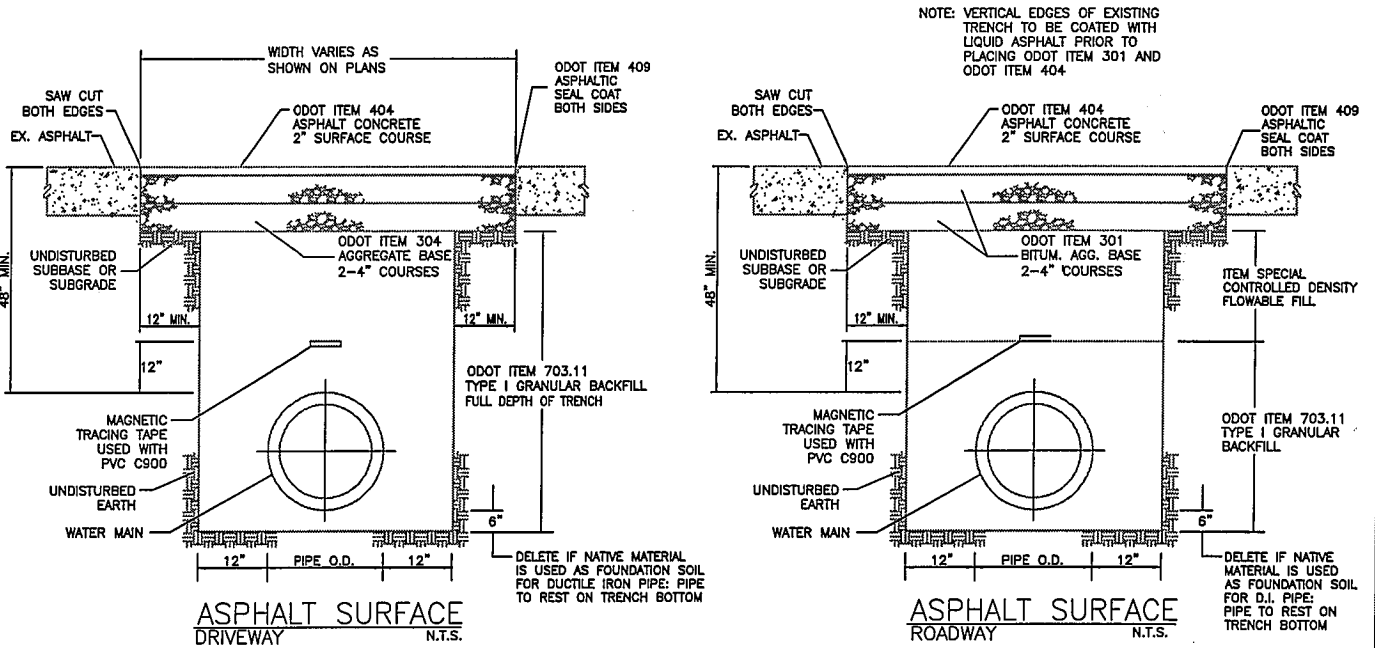 NOTE: VERTICAL EDGES OF EXISTING
TRENCH TO BE COATED WITH
LIQUID ASPHALT PRIOR TO
PLACING ODOT ITEM 301 AND
ODOT ITEM 404
WIDTH VARIES AS
SHOWN ON PLANS
SAW CUT
BOTH EDGES
EX. ASPHALT
ODOT ITEM 404
ASPHALT CONCRETE
2" SURFACE COURSE
ODOT ITEM 409
ASPHALTIC
SEAL COAT
BOTH SIDES
48" MIN.
UNDISTURBED
SUBBASE OR
SUBGRADE
ODOT ITEM 304
AGGREGATE BASE
2-4" COURSES
12" MIN.
12" MIN.
12"
ODOT ITEM 703.11
TYPE I GRANULAR BACKFILL
FULL DEPTH OF TRENCH
MAGNETIC
TRACING TAPE
USED WITH
PVC C900
UNDISTURBED
EARTH
WATER MAIN
6"
12"
PIPE O.D.
12"
DELETE IF NATIVE MATERIAL
IS USED AS FOUNDATION SOIL
FOR DUCTILE IRON PIPE: PIPE
TO REST ON TRENCH BOTTOM
ASPHALT SURFACE
DRIVEWAY N.T.S.
SAW CUT
BOTH EDGES
EX. ASPHALT
ODOT ITEM 404
ASPHALT CONCRETE
2" SURFACE COURSE
ODOT ITEM 409
ASPHALTIC
SEAL COAT
BOTH SIDES
48" MIN.
UNDISTURBED
SUBBASE OR
SUBGRADE
ODOT ITEM 301
BITUM. AGG. BASE
2-4" COURSES
ITEM SPECIAL
CONTROLLED DENSITY
FLOWABLE FILL
12" MIN.
12"
MAGNETIC
TRACING TAPE
USED WITH
PVC C900
ODOT ITEM 703.11
TYPE I GRANULAR
BACKFILL
UNDISTURBED
EARTH
WATER MAIN
6"
12"
PIPE O.D.
12"
DELETE IF NATIVE
MATERIAL IS USED
AS FOUNDATION SOIL
FOR D.I. PIPE:
PIPE TO REST ON
TRENCH BOTTOM
ASPHALT SURFACE
ROADWAY N.T.S.